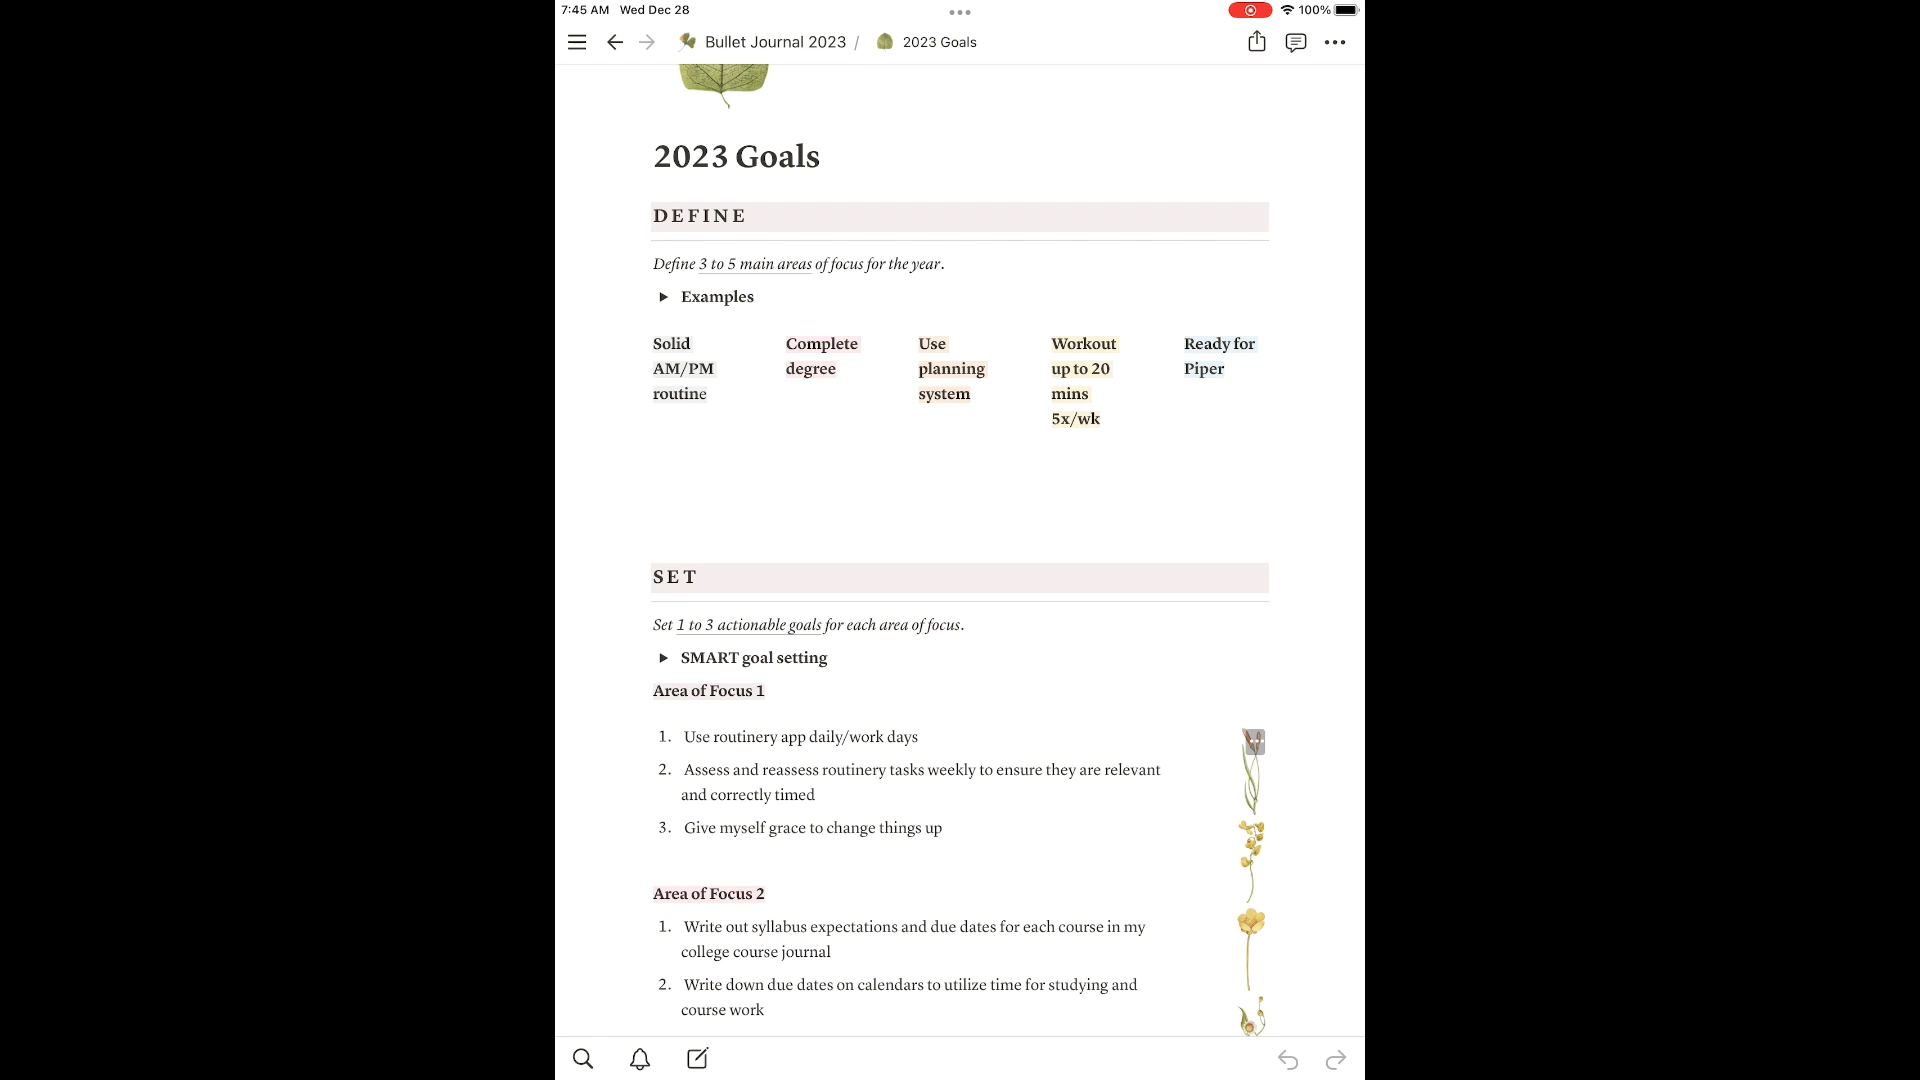 7:45 AM Wed Dec 28
100%
Bullet Journal 2023 / 2023 Goals
2023 Goals
DEFINE
Define 3 to 5 main areas of focus for the year.
Examples
Solid
AM/PM
routine
Complete
degree
Use
planning
system
Workout
up to 20
mins
5x/wk
Ready for
Piper
SET
Set 1 to 3 actionable goals for each area of focus.
SMART goal setting
Area of Focus 1
1. Use routinery app daily/work days
2. Assess and reassess routinery tasks weekly to ensure they are relevant
and correctly timed
3. Give myself grace to change things up
Area of Focus 2
1. Write out syllabus expectations and due dates for each course in my
college course journal
2. Write down due dates on calendars to utilize time for studying and
course work